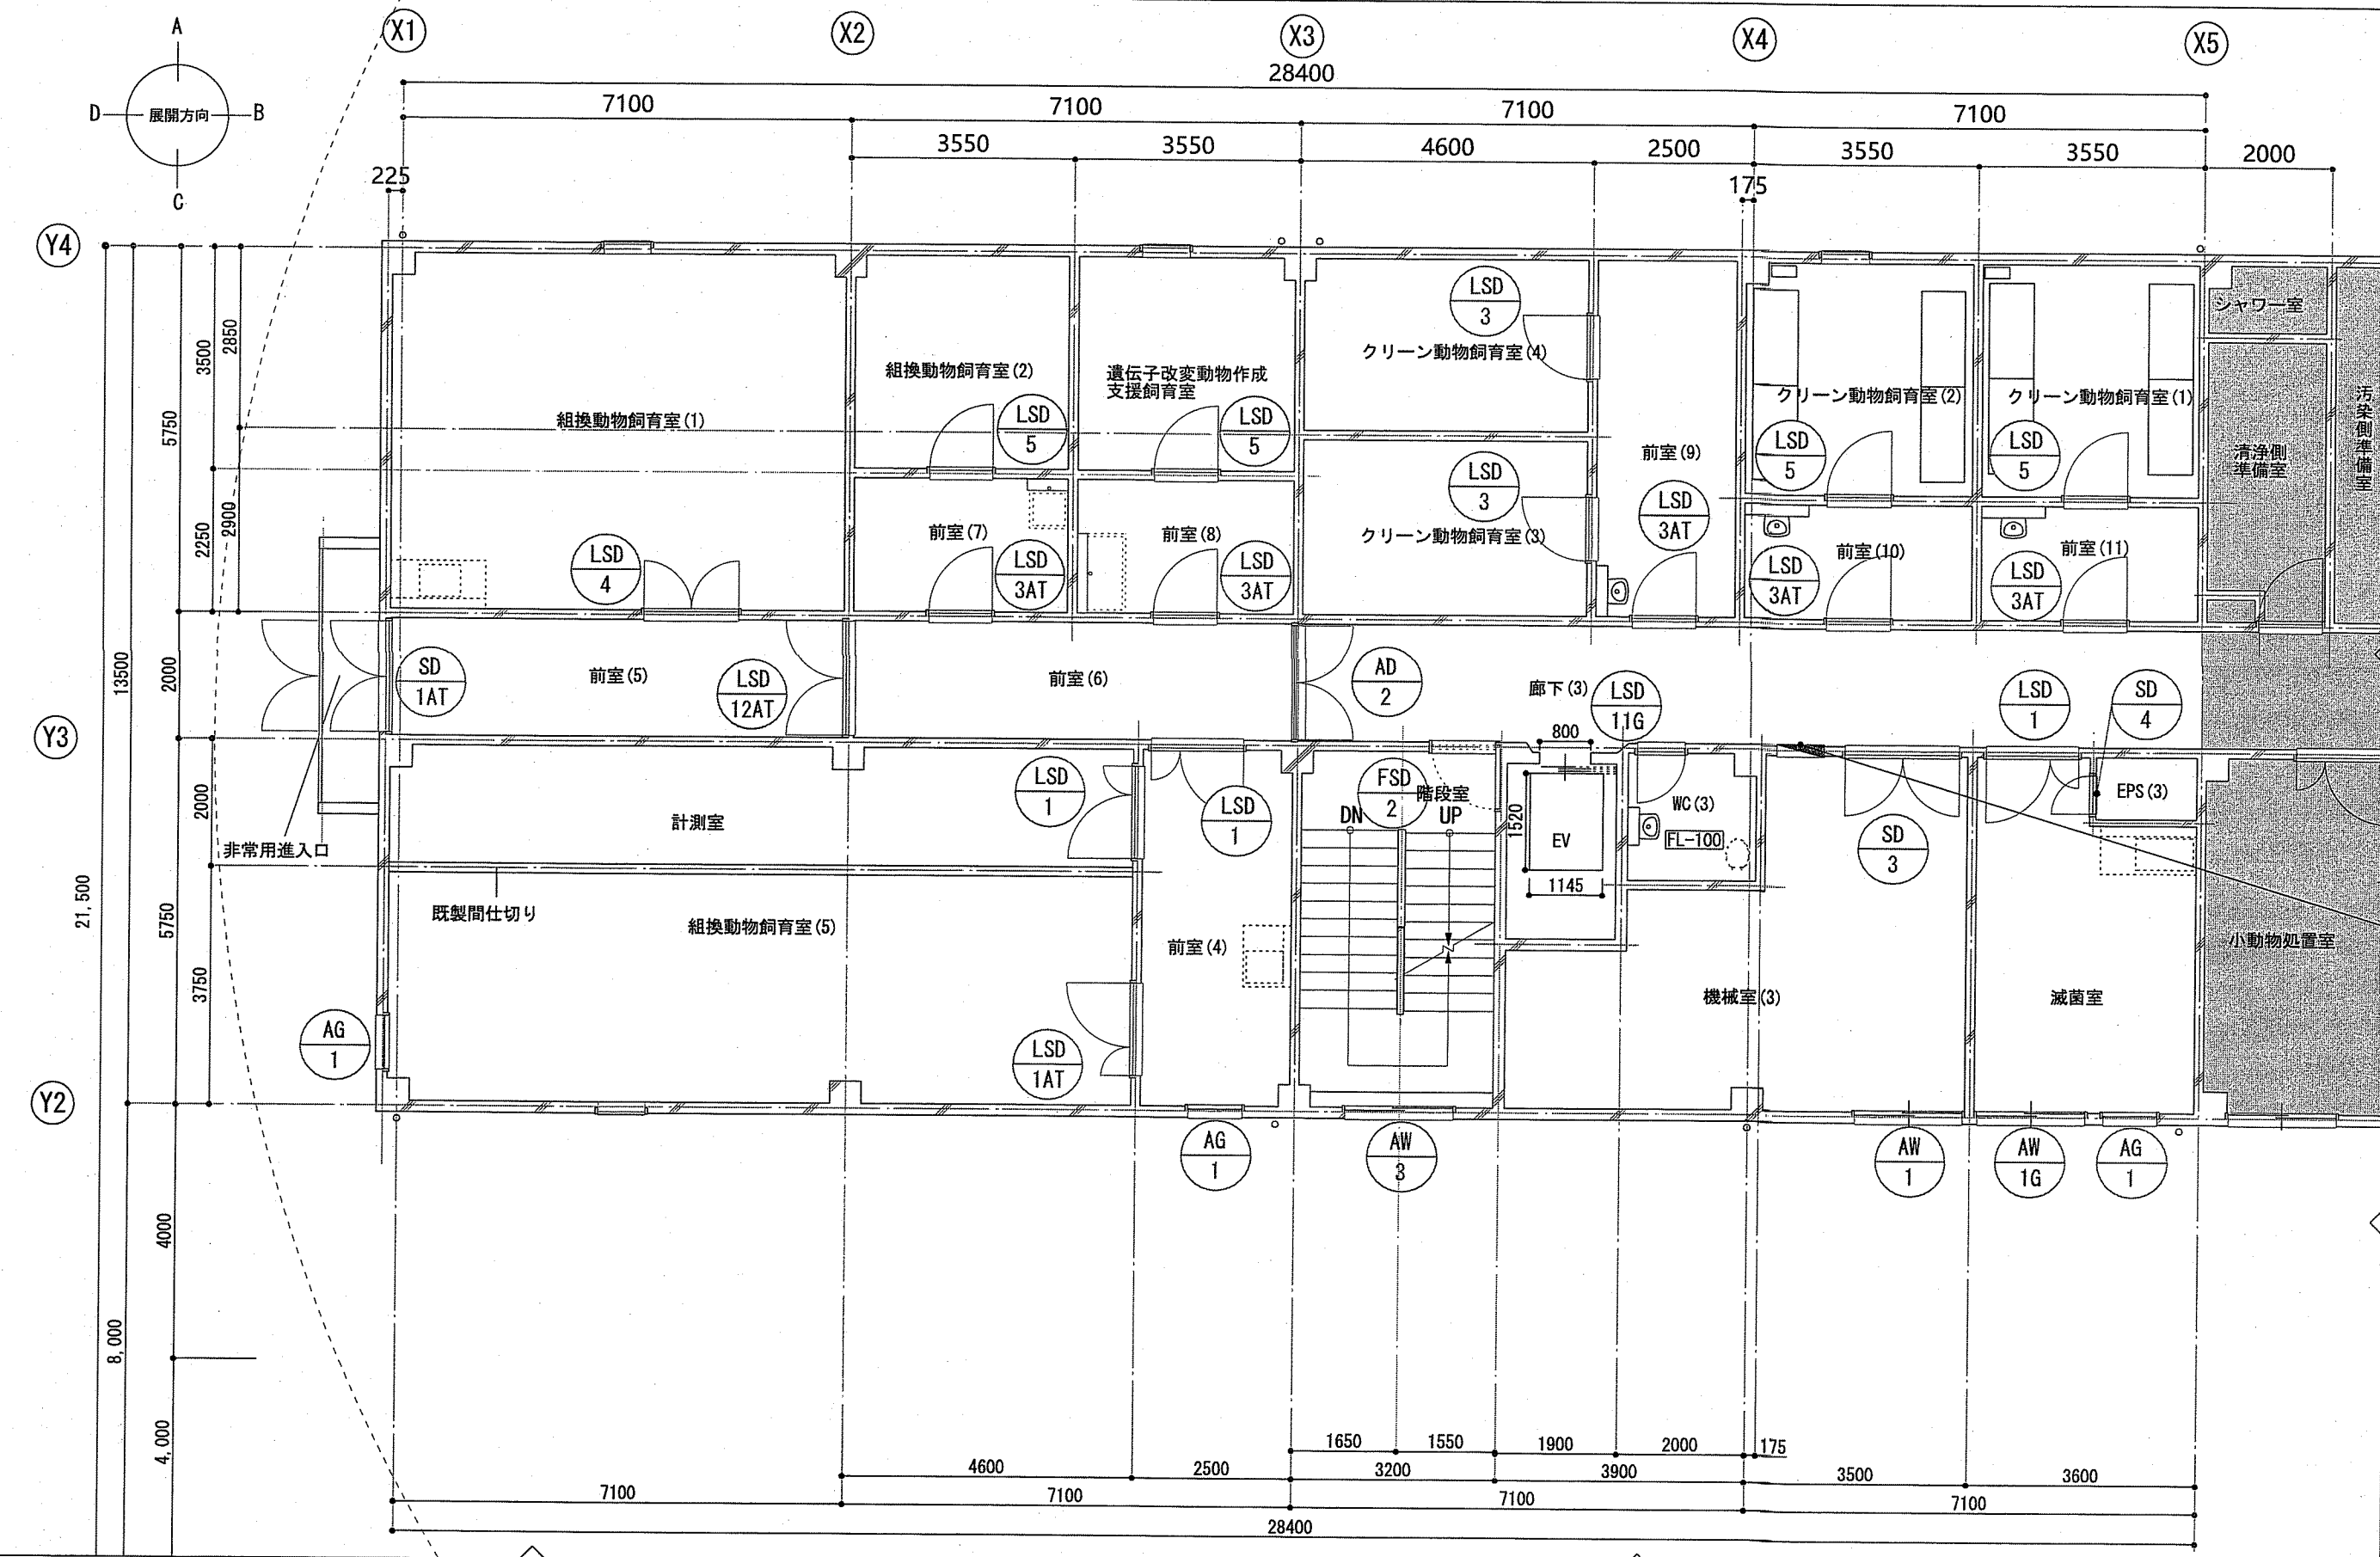 X1
X2
X3
X4
X5
A
D
展開方向
B
C
28400
7100
7100
7100
7100
3550
3550
4600
2500
3550
3550
2000
225
175
Y4
Y3
Y2
2850
3500
5750
2900
2250
13500
2000
2000
21,500
5750
3750
4000
8,000
4,000
組換動物飼育室(1)
LSD
4
組換動物飼育室(2)
LSD
5
遺伝子改変動物作成
支援飼育室
LSD
5
LSD
3
クリーン動物飼育室(4)
LSD
3
クリーン動物飼育室(3)
前室(9)
LSD
3AT
クリーン動物飼育室(2)
LSD
5
クリーン動物飼育室(1)
LSD
5
シャワー室
清浄側
準備室
汚染側準備室
前室(7)
LSD
3AT
前室(8)
LSD
3AT
前室(10)
LSD
3AT
前室(11)
LSD
3AT
SD
1AT
前室(5)
LSD
12AT
前室(6)
AD
2
廊下(3)
LSD
11G
LSD
1
SD
4
800
非常用進入口
計測室
LSD
1
LSD
1
FSD
2
階段室
DN
UP
1520
EV
1145
WC(3)
FL-100
SD
3
EPS(3)
既製間仕切り
組換動物飼育室(5)
前室(4)
機械室(3)
滅菌室
小動物処置室
AG
1
LSD
1AT
AG
1
AW
3
AW
1
AW
1G
AG
1
1650
1550
1900
2000
175
4600
2500
3200
3900
3500
3600
7100
7100
7100
7100
28400